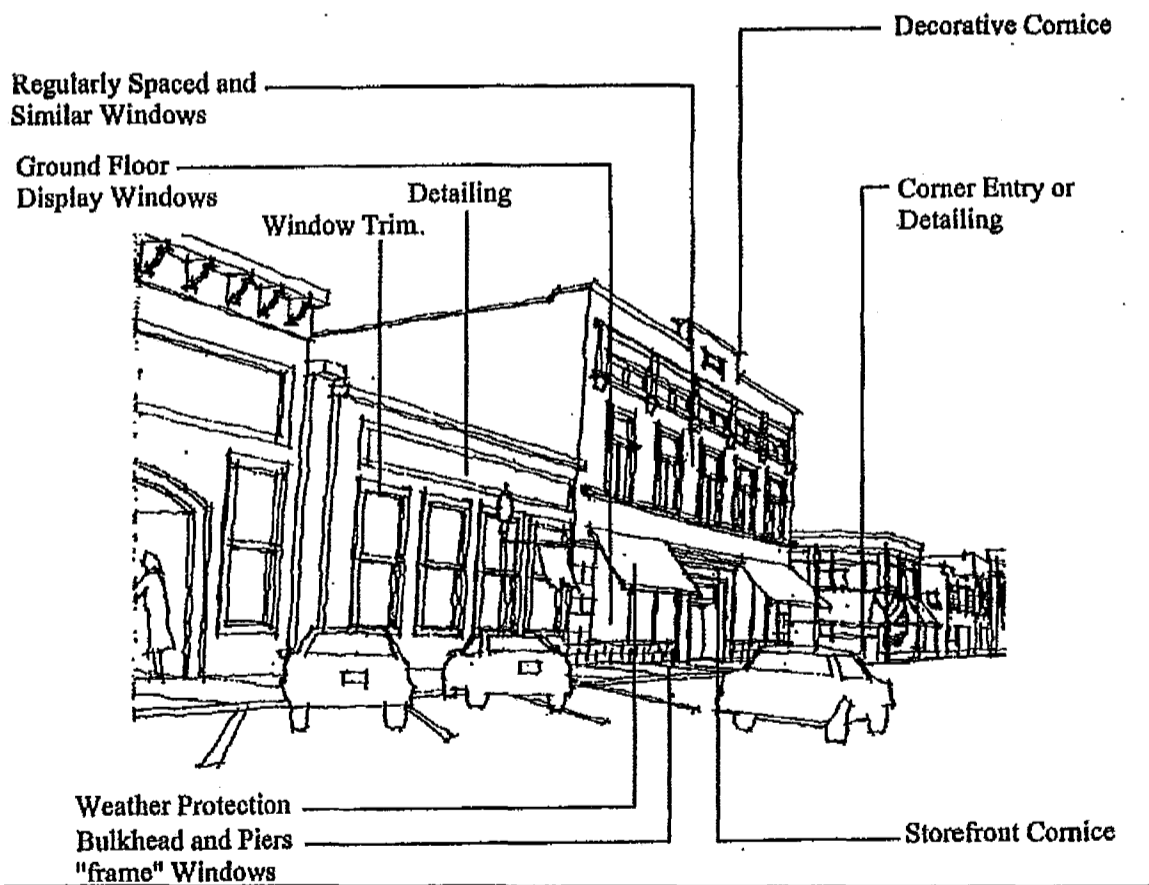 Decorative Cornice
Regularly Spaced and
Similar Windows
Ground Floor
Display Windows
Detailing
Window Trim.
Corner Entry or
Detailing
Weather Protection
Bulkhead and Piers
"frame" Windows
Storefront Cornice